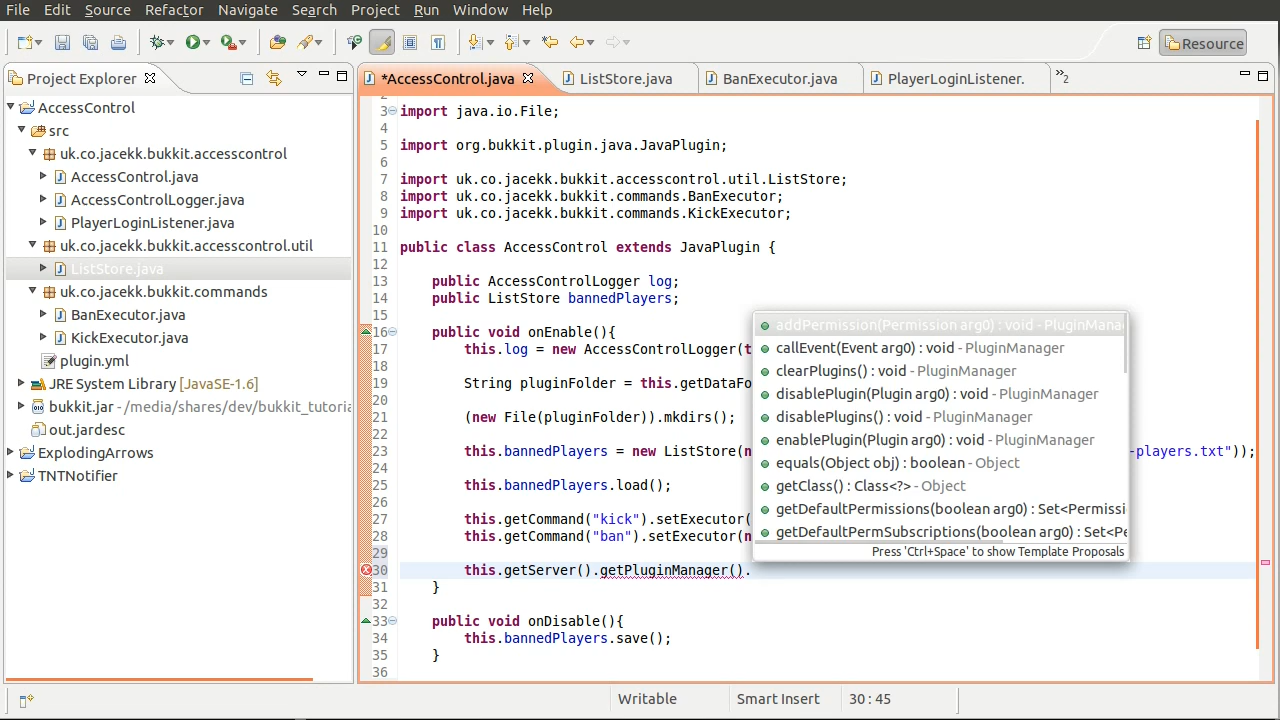 File Edit Source Refactor Navigate Search Project Run Window Help
Resource
Project Explorer
*AccessControl.java ListStore.java BanExecutor.java PlayerLoginListener. »2
AccessControl
src
uk.co.jacekk.bukkit.accesscontrol
AccessControl.java
AccessControlLogger.java
PlayerLoginListener.java
uk.co.jacekk.bukkit.accesscontrol.util
ListStore.java
uk.co.jacekk.bukkit.commands
BanExecutor.java
KickExecutor.java
plugin.yml
JRE System Library [JavaSE-1.6]
bukkit.jar - /media/shares/dev/bukkit_tutoria
out.jardesc
ExplodingArrows
TNTNotifier
3 import java.io.File;
4
5 import org.bukkit.plugin.java.JavaPlugin;
6
7 import uk.co.jacekk.bukkit.accesscontrol.util.ListStore;
8 import uk.co.jacekk.bukkit.commands.BanExecutor;
9 import uk.co.jacekk.bukkit.commands.KickExecutor;
10
11 public class AccessControl extends JavaPlugin {
12
13 public AccessControlLogger log;
14 public ListStore bannedPlayers;
15
16 public void onEnable(){
17 this.log = new AccessControlLogger(t
18
19 String pluginFolder = this.getDataFo
20
21 (new File(pluginFolder)).mkdirs();
22
23 this.bannedPlayers = new ListStore(n -players.txt"));
24
25 this.bannedPlayers.load();
26
27 this.getCommand("kick").setExecutor(
28 this.getCommand("ban").setExecutor(n
29
30 this.getServer().getPluginManager().
31 }
32
33 public void onDisable(){
34 this.bannedPlayers.save();
35 }
36
addPermission(Permission arg0) : void - PluginMana
callEvent(Event arg0) : void - PluginManager
clearPlugins() : void - PluginManager
disablePlugin(Plugin arg0) : void - PluginManager
disablePlugins() : void - PluginManager
enablePlugin(Plugin arg0) : void - PluginManager
equals(Object obj) : boolean - Object
getClass() : Class<?> - Object
getDefaultPermissions(boolean arg0) : Set<Permissi
getDefaultPermSubscriptions(boolean arg0) : Set<Pe
Press 'Ctrl+Space' to show Template Proposals
Writable Smart Insert 30 : 45